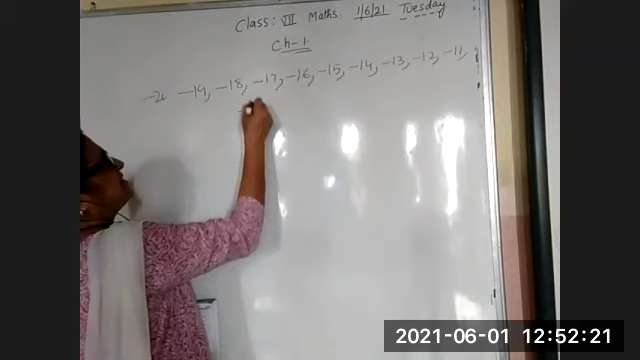 Class: VII Maths. 1/6/21 Tuesday
Ch-1.
-20 -19, -18, -17, -16, -15, -14, -13, -12, -11,
2021-06-01 12:52:21